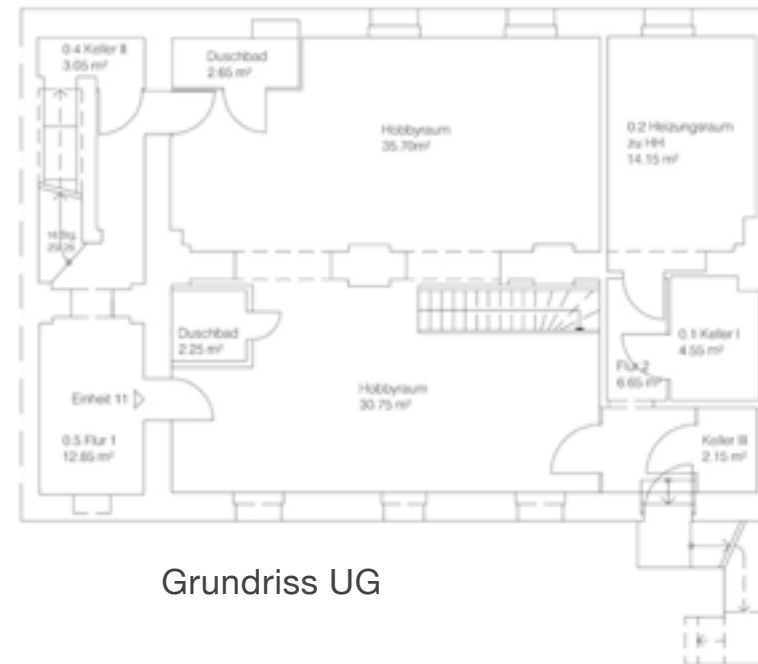 0.4 Keller II
3.05 m²
Duschbad
2.65 m²
Hobbyraum
35.70m²
0.2 Heizungsraum
zu HH
14.15 m²
Duschbad
2.25 m²
0.1 Keller I
4.55 m²
Flur 2
6.65 m²
Hobbyraum
30.75 m²
Einheit 11
0.5 Flur 1
12.85 m²
Keller III
2.15 m²
Grundriss UG